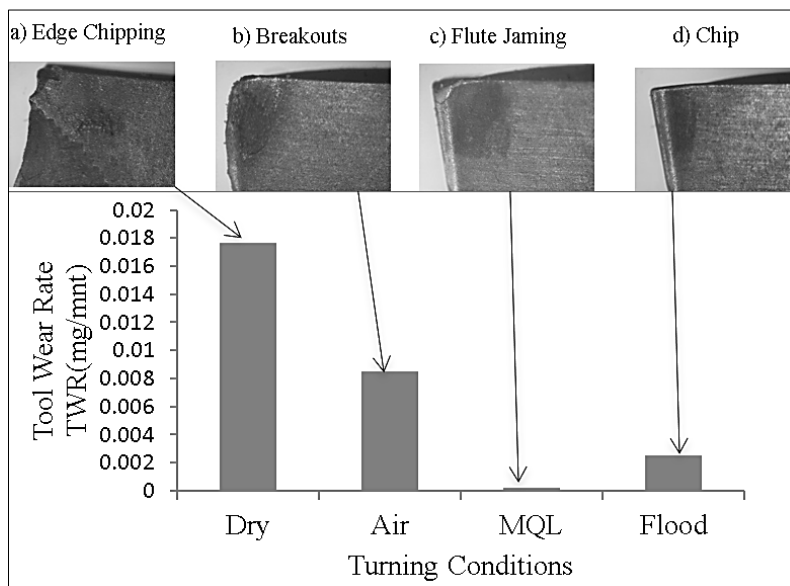 a) Edge Chipping
b) Breakouts
c) Flute Jaming
d) Chip
Tool Wear Rate
TWR(mg/mnt)
0.02
0.018
0.016
0.014
0.012
0.01
0.008
0.006
0.004
0.002
0
Dry
Air
MQL
Flood
Turning Conditions